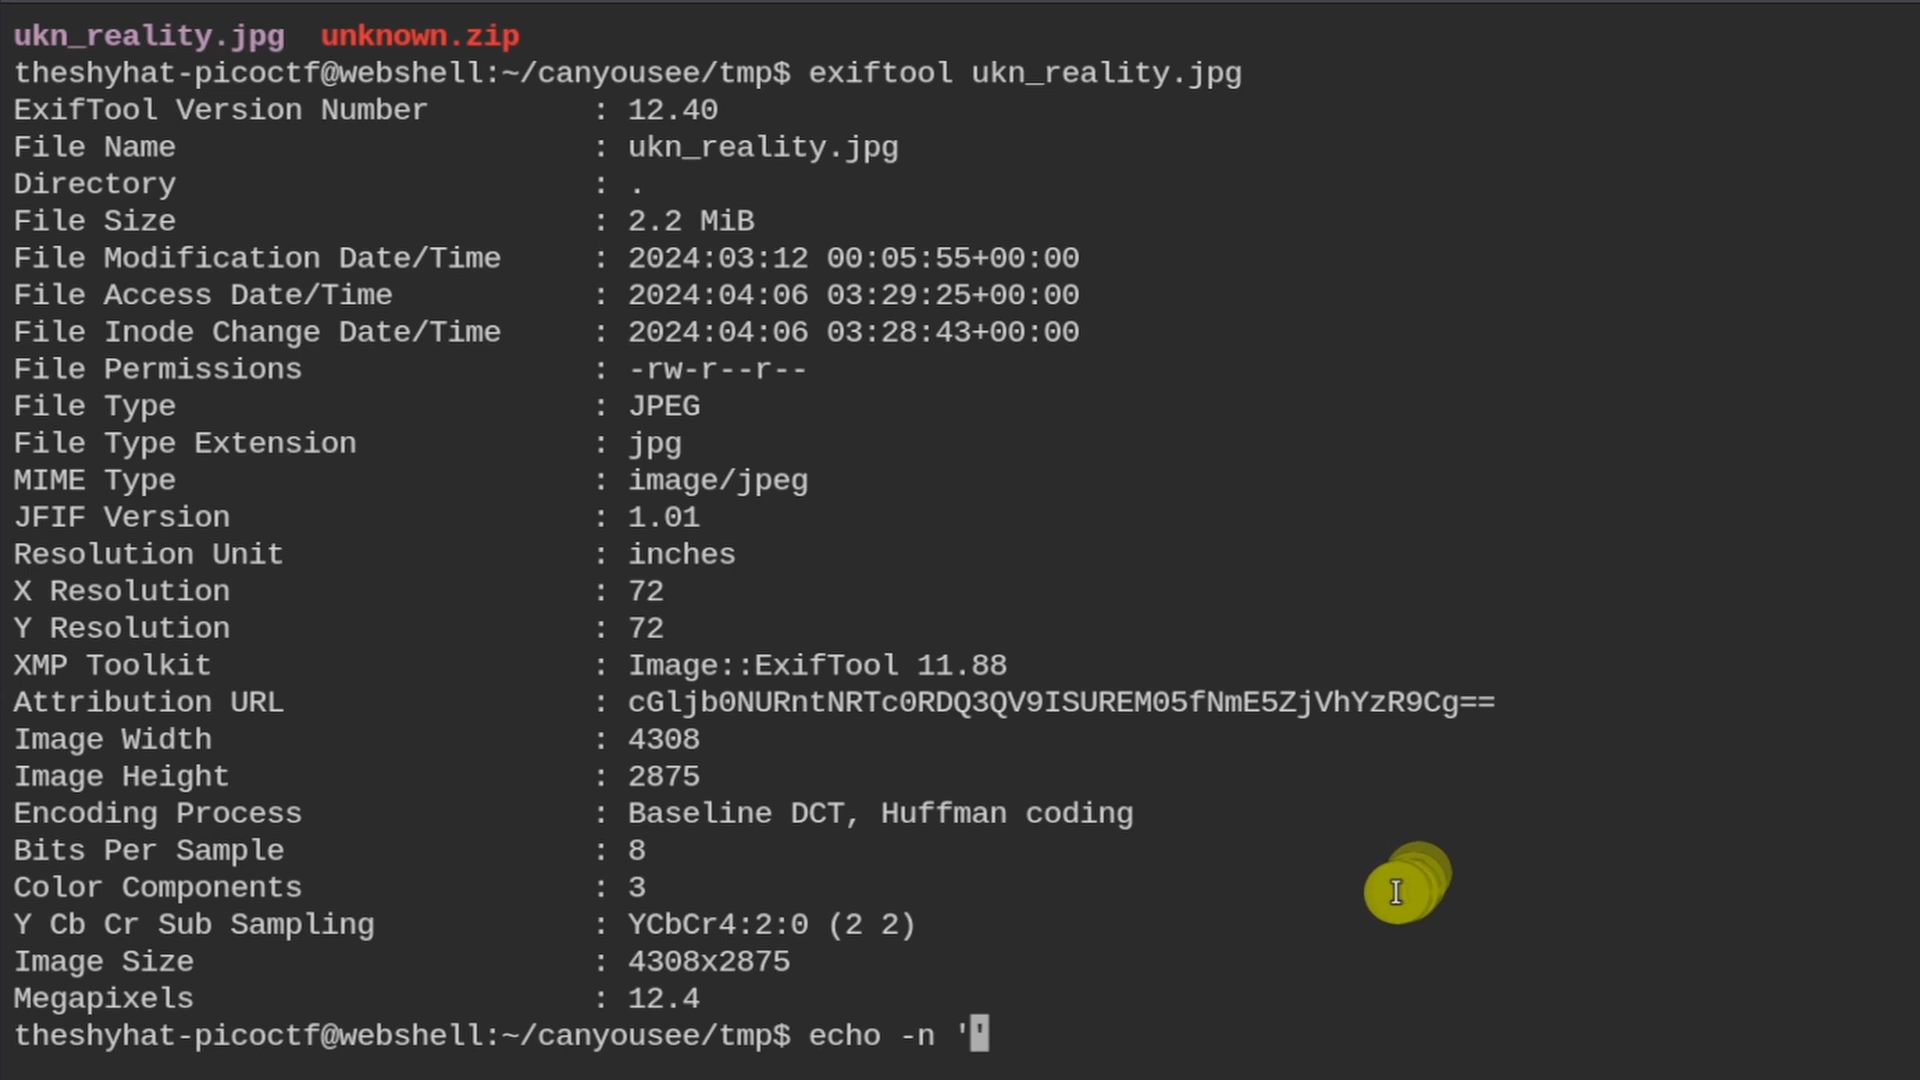 ukn_reality.jpg  unknown.zip
theshyhat-picoctf@webshell:~/canyousee/tmp$ exiftool ukn_reality.jpg
ExifTool Version Number         : 12.40
File Name                       : ukn_reality.jpg
Directory                       : .
File Size                       : 2.2 MiB
File Modification Date/Time     : 2024:03:12 00:05:55+00:00
File Access Date/Time           : 2024:04:06 03:29:25+00:00
File Inode Change Date/Time     : 2024:04:06 03:28:43+00:00
File Permissions                : -rw-r--r--
File Type                       : JPEG
File Type Extension             : jpg
MIME Type                       : image/jpeg
JFIF Version                    : 1.01
Resolution Unit                 : inches
X Resolution                    : 72
Y Resolution                    : 72
XMP Toolkit                     : Image::ExifTool 11.88
Attribution URL                 : cGljb0NURntNRTc0RDQ3QV9ISUREM05fNmE5ZjVhYzR9Cg==
Image Width                     : 4308
Image Height                    : 2875
Encoding Process                : Baseline DCT, Huffman coding
Bits Per Sample                 : 8
Color Components                : 3
Y Cb Cr Sub Sampling            : YCbCr4:2:0 (2 2)
Image Size                      : 4308x2875
Megapixels                      : 12.4
theshyhat-picoctf@webshell:~/canyousee/tmp$ echo -n ''